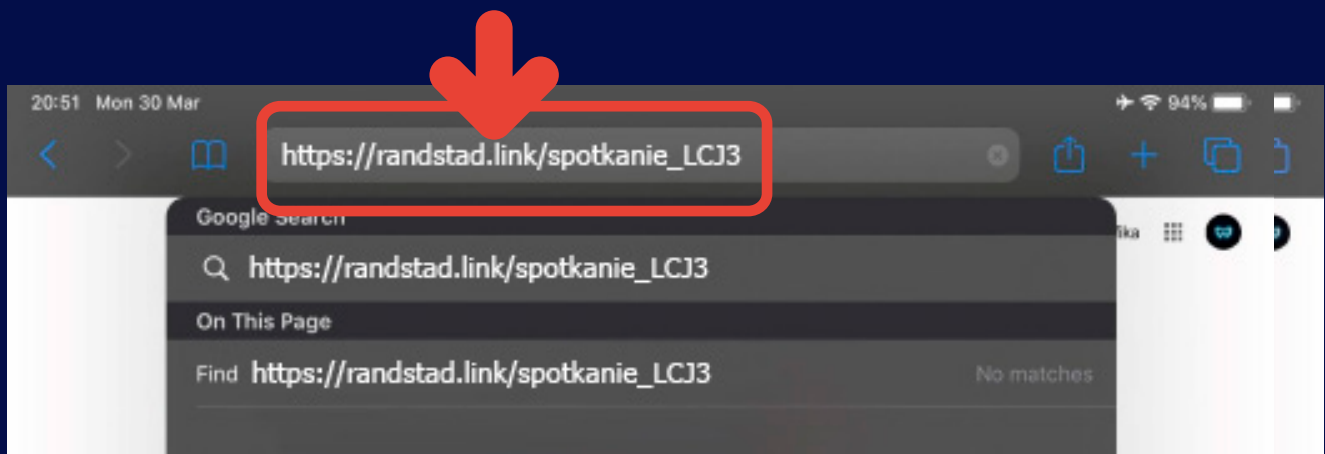 20:51 Mon 30 Mar
94%
https://randstad.link/spotkanie_LCJ3
Google Search
https://randstad.link/spotkanie_LCJ3
On This Page
Find https://randstad.link/spotkanie_LCJ3 No matches